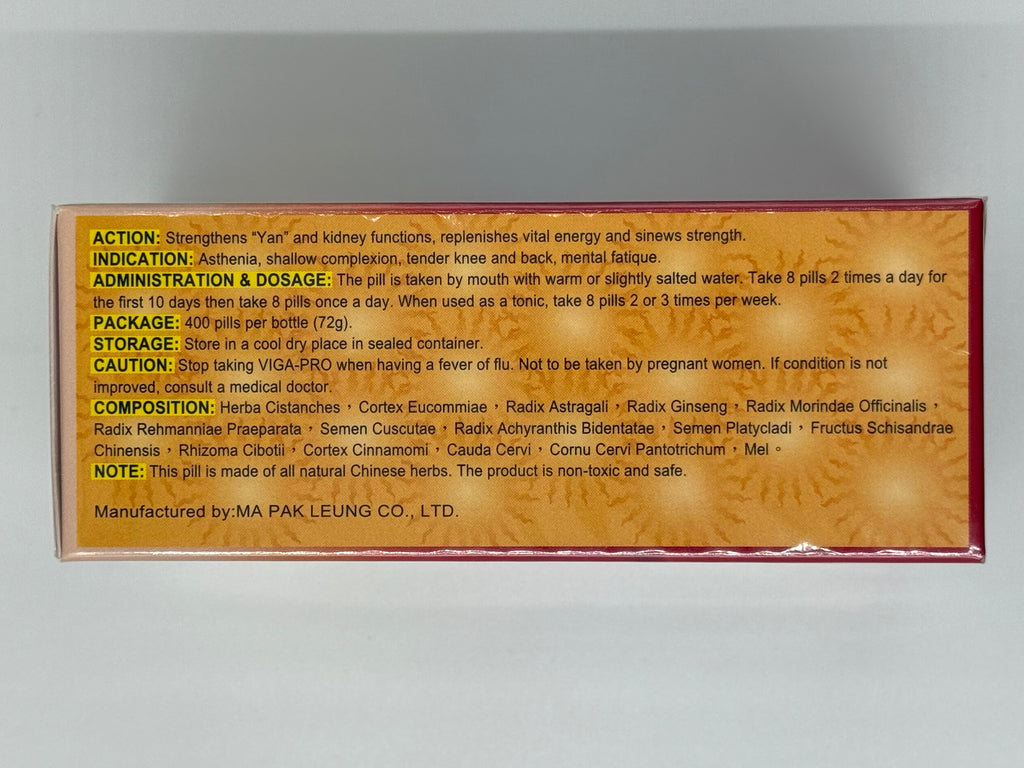 ACTION: Strengthens "Yan" and kidney functions, replenishes vital energy and sinews strength.
INDICATION: Asthenia, shallow complexion, tender knee and back, mental fatigue.
ADMINISTRATION & DOSAGE: The pill is taken by mouth with warm or slightly salted water. Take 8 pills 2 times a day for
the first 10 days then take 8 pills once a day. When used as a tonic, take 8 pills 2 or 3 times per week.
PACKAGE: 400 pills per bottle (72g).
STORAGE: Store in a cool dry place in sealed container.
CAUTION: Stop taking VIGA-PRO when having a fever of flu. Not to be taken by pregnant women. If condition is not
improved, consult a medical doctor.
COMPOSITION: Herba Cistanches，Cortex Eucommiae，Radix Astragali，Radix Ginseng，Radix Morindae Officinalis，
Radix Rehmanniae Praeparata，Semen Cuscutae，Radix Achyranthis Bidentatae，Semen Platycladi，Fructus Schisandrae
Chinensis，Rhizoma Cibotii，Cortex Cinnamomi，Cauda Cervi，Cornu Cervi Pantotrichum，Mel。
NOTE: This pill is made of all natural Chinese herbs. The product is non-toxic and safe.
Manufactured by:MA PAK LEUNG CO., LTD.